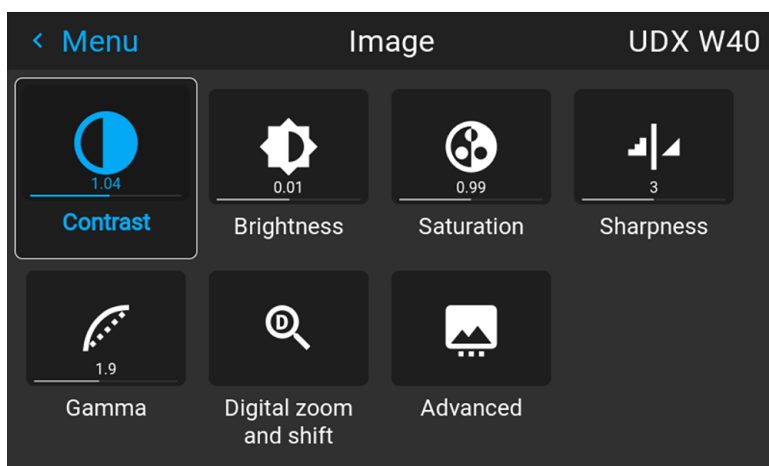 < Menu Image UDX W40
1.04 0.01 0.99 3
Contrast Brightness Saturation Sharpness
D
1.9
Gamma Digital zoom and shift Advanced